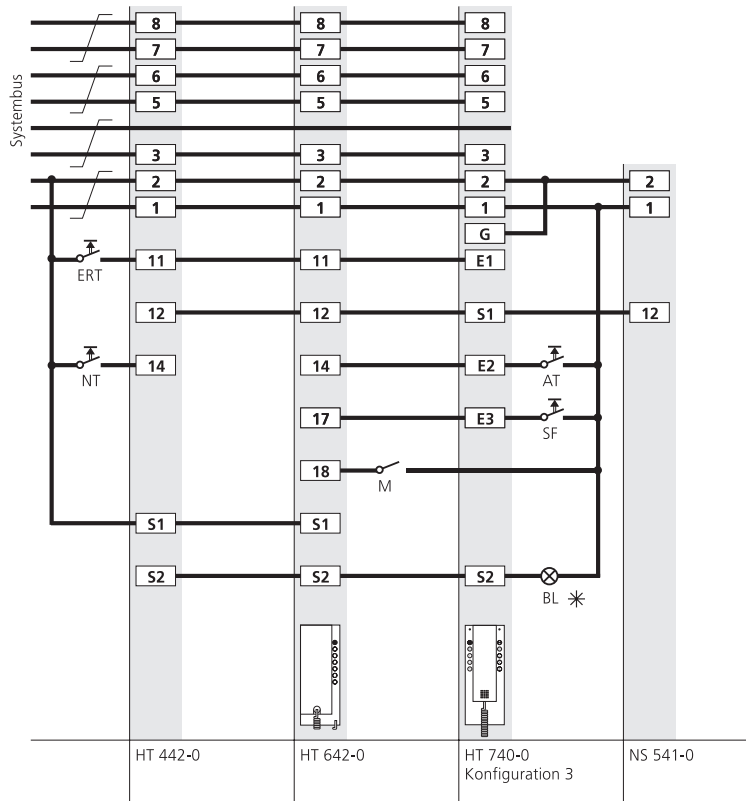 Systembus
8 8 8
7 7 7
6 6 6
5 5 5
3 3 3
2 2 2 2
1 1 1 1
G
ERT 11 11 E1
12 12 S1 12
NT 14 14 E2 AT
17 E3 SF
18 M
S1 S1
S2 S2 S2 BL
HT 442-0 HT 642-0 HT 740-0 NS 541-0
Konfiguration 3